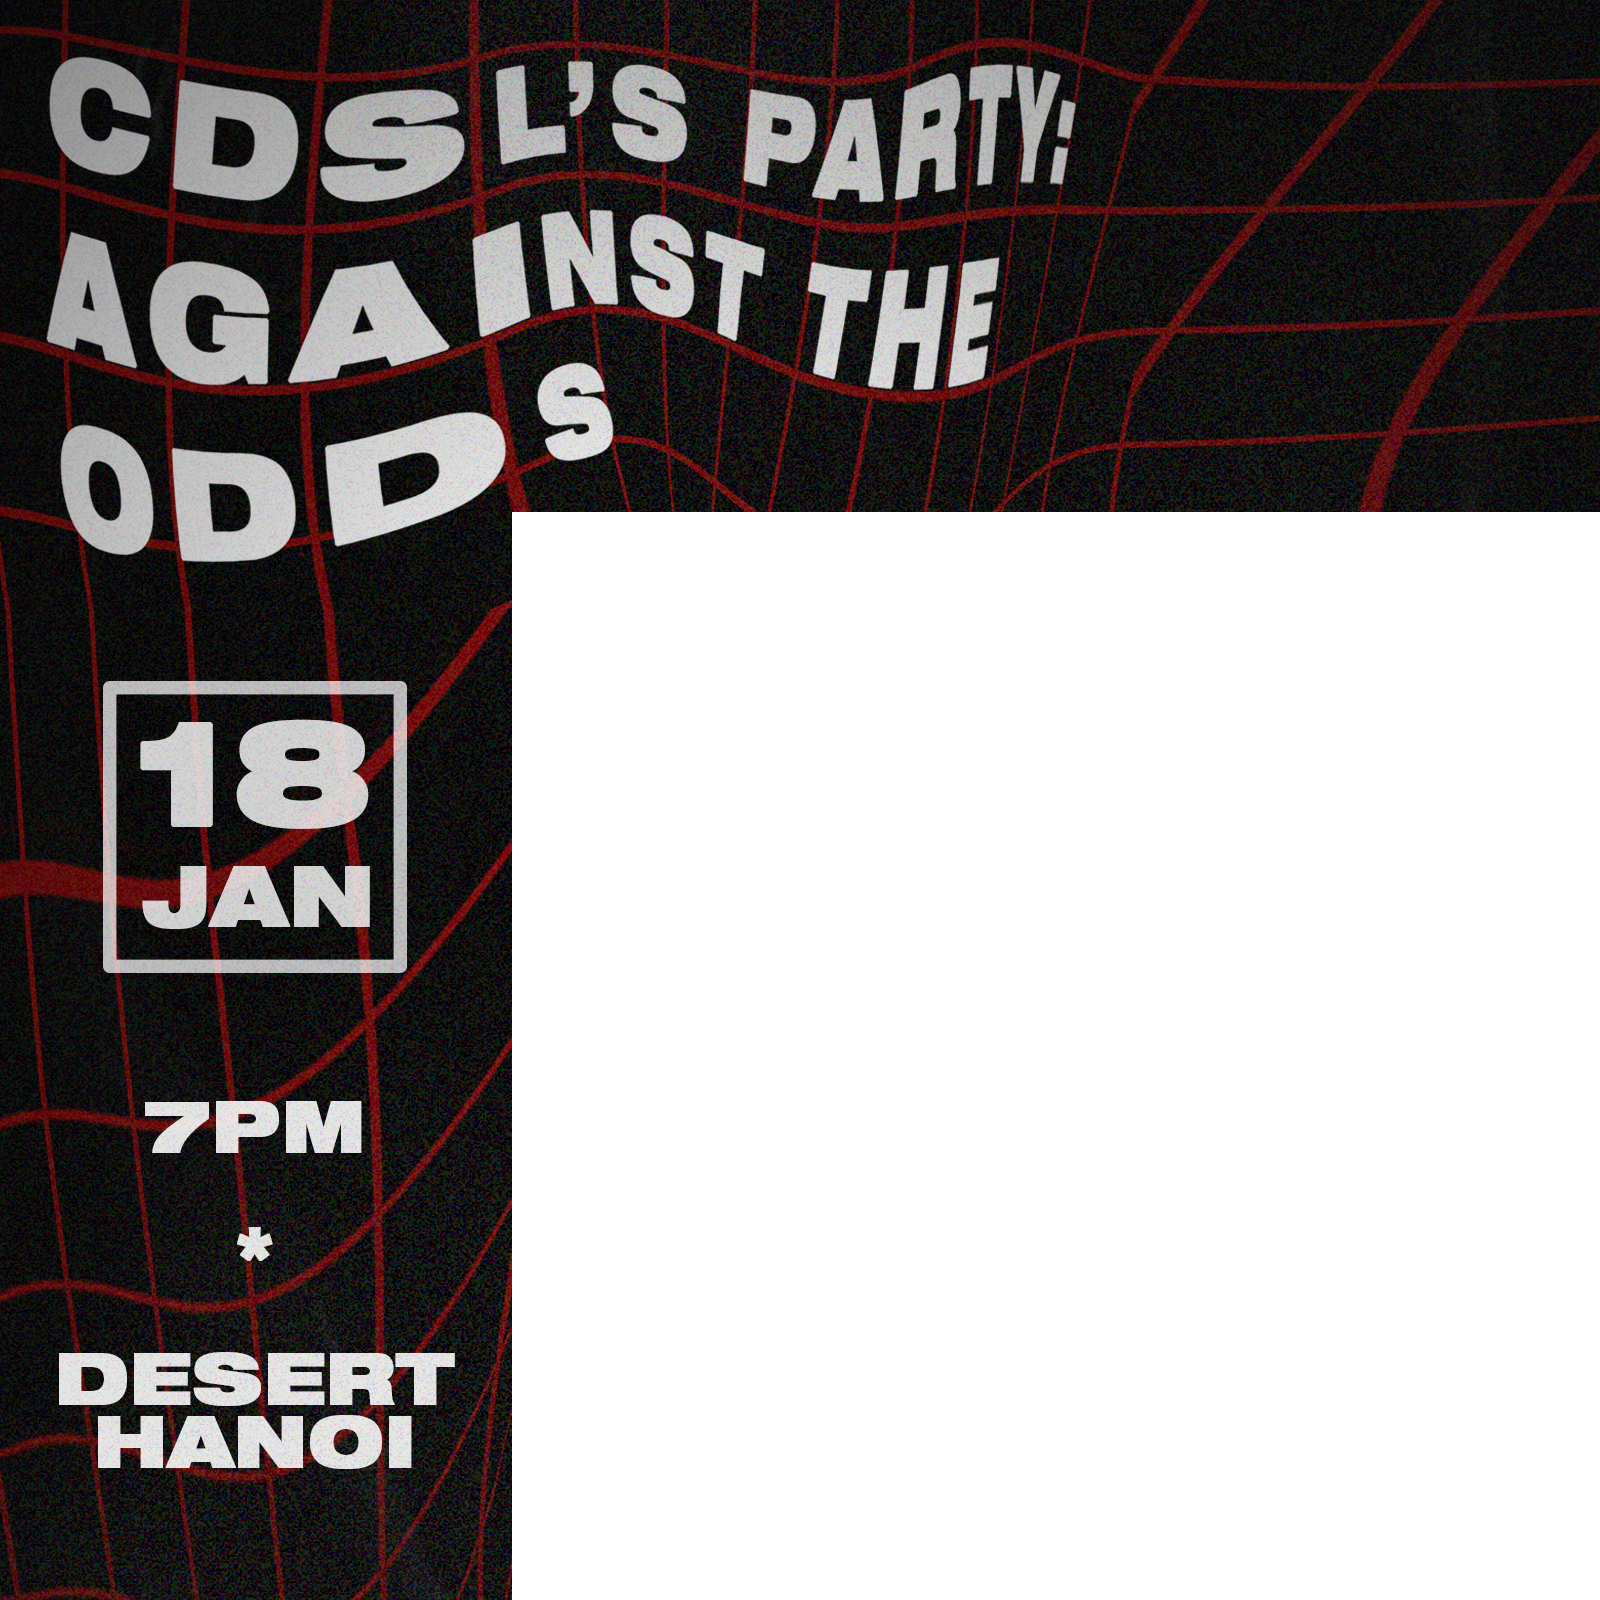 CDSL’S PARTY:
AGAINST THE
ODDS
18
JAN
7PM
*
DESERT
HANOI